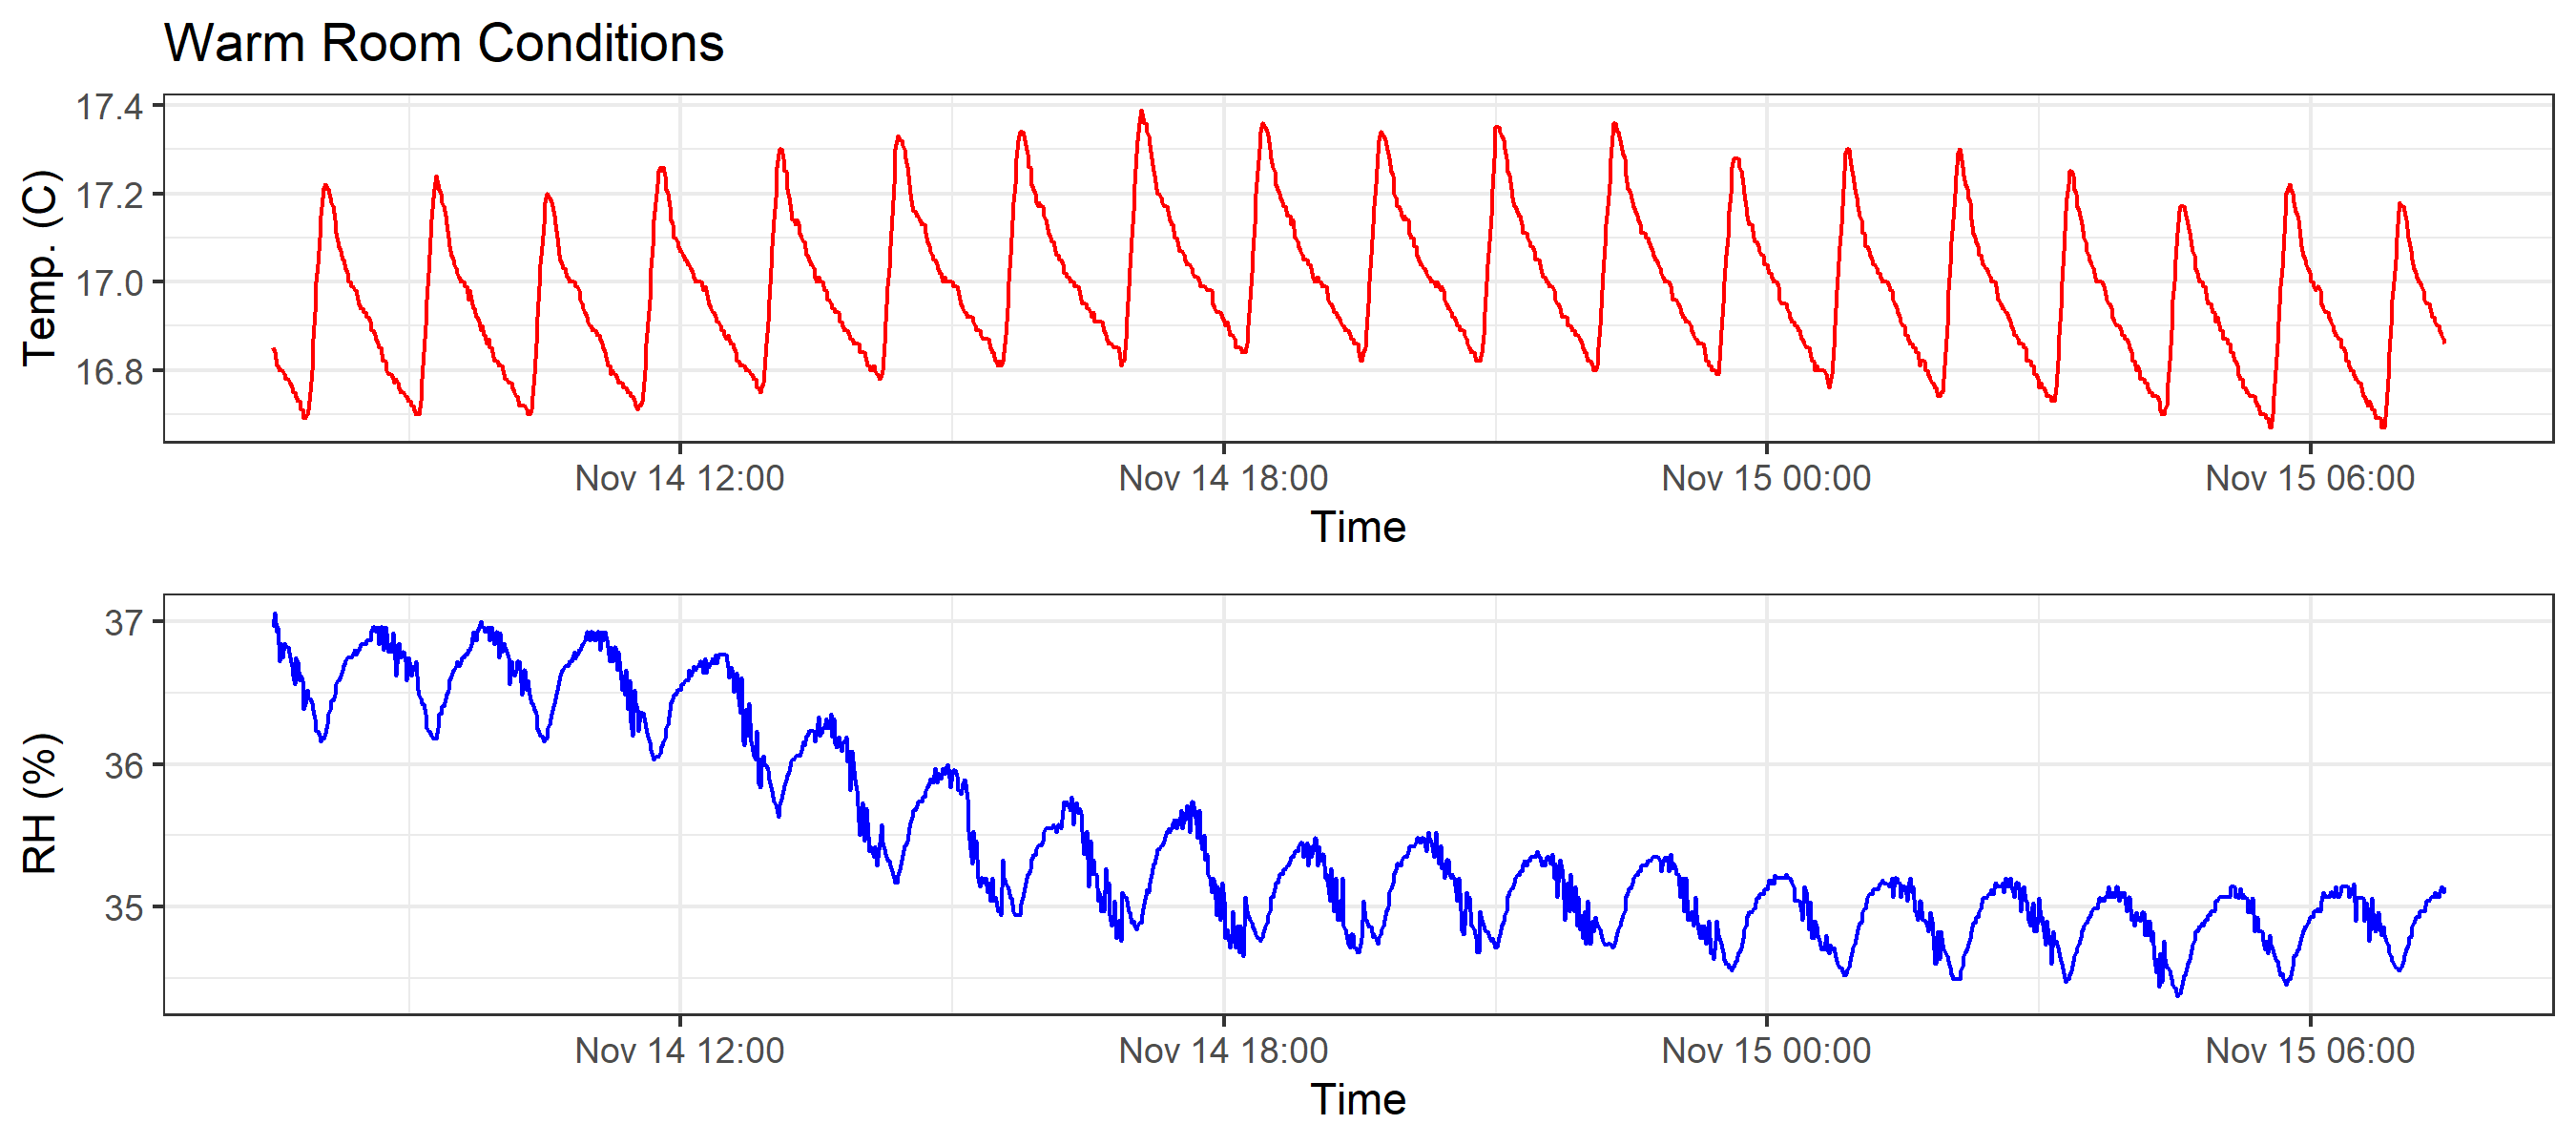 Warm Room Conditions
Temp. (C)
17.4
17.2
17.0
16.8
Nov 14 12:00 Nov 14 18:00 Nov 15 00:00 Nov 15 06:00
Time
RH (%)
37
36
35
Nov 14 12:00 Nov 14 18:00 Nov 15 00:00 Nov 15 06:00
Time